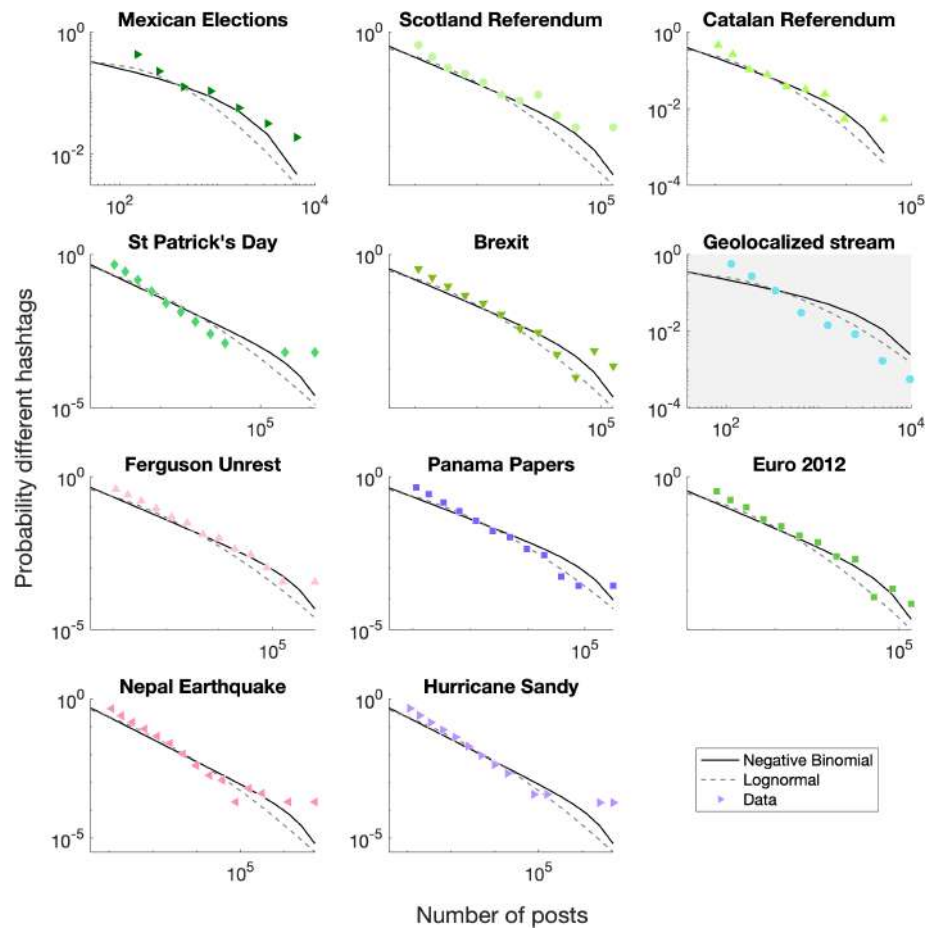 Mexican Elections
Scotland Referendum
Catalan Referendum
10^0
10^-2
10^2
10^4
10^0
10^5
10^0
10^-2
10^-4
10^5
St Patrick's Day
Brexit
Geolocalized stream
10^0
10^-5
10^5
10^0
10^5
10^0
10^-2
10^-4
10^2
10^4
Ferguson Unrest
Panama Papers
Euro 2012
10^0
10^-5
10^5
10^0
10^-5
10^5
10^0
10^5
Nepal Earthquake
Hurricane Sandy
10^0
10^-5
10^5
10^0
10^-5
10^5
Negative Binomial
Lognormal
Data
Probability different hashtags
Number of posts